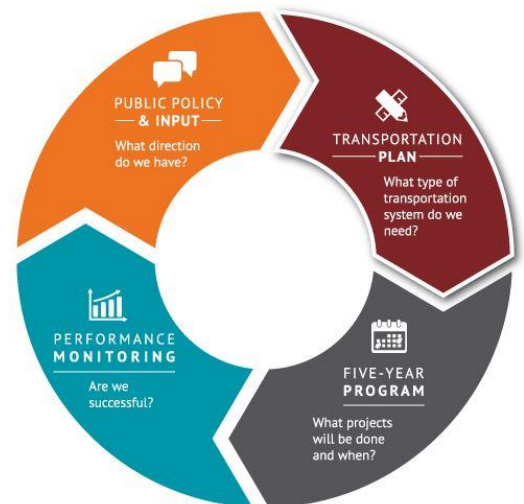 PUBLIC POLICY
& INPUT
What direction
do we have?
TRANSPORTATION
PLAN
What type of
transportation
system do we
need?
FIVE-YEAR
PROGRAM
What projects
will be done
and when?
PERFORMANCE
MONITORING
Are we
successful?